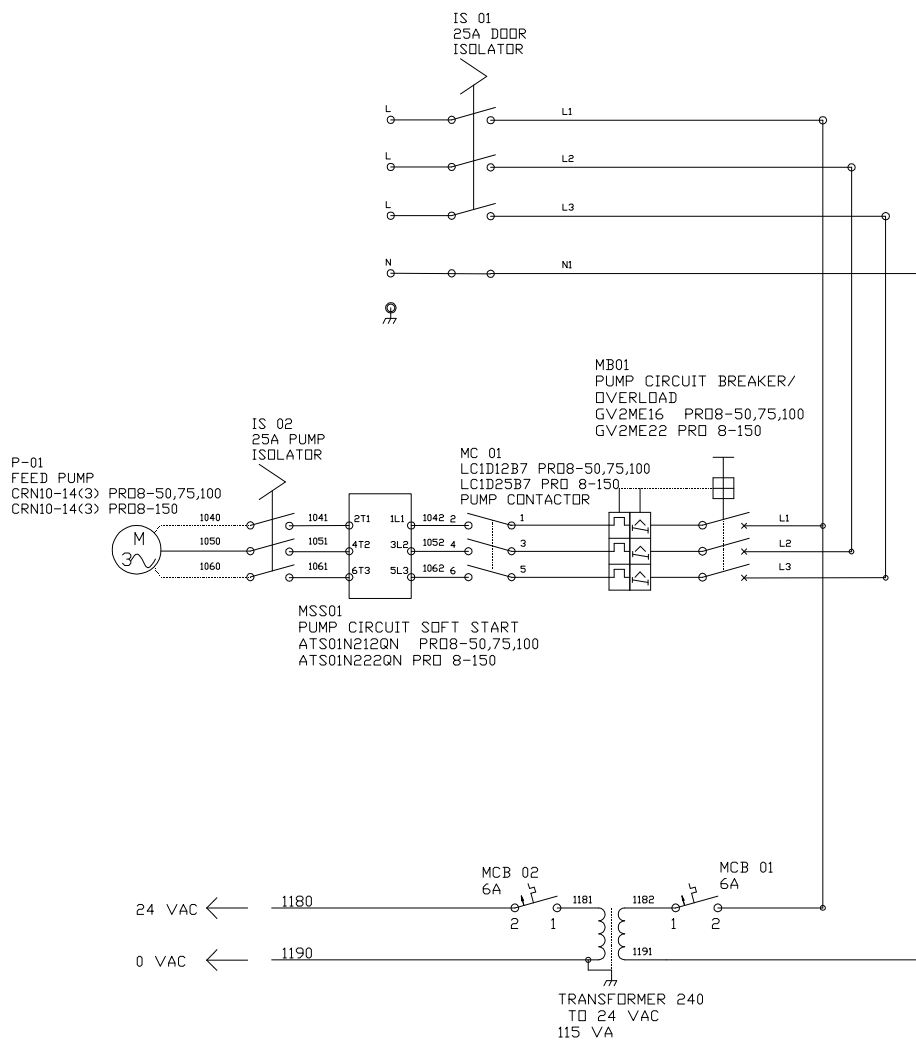 IS 01
25A DOOR
ISOLATOR
L
L1
L
L2
L
L3
N
N1
MB01
PUMP CIRCUIT BREAKER/
OVERLOAD
GV2ME16 PRO8-50,75,100
GV2ME22 PRO 8-150
IS 02
25A PUMP
ISOLATOR
MC 01
LC1D12B7 PRO8-50,75,100
LC1D25B7 PRO 8-150
PUMP CONTACTOR
P-01
FEED PUMP
CRN10-14(3) PRO8-50,75,100
CRN10-14(3) PRO8-150
M
3
1040 1041 2T1 1L1 1042 2 1 L1
1050 1051 4T2 3L2 1052 4 3 L2
1060 1061 6T3 5L3 1062 6 5 L3
MSS01
PUMP CIRCUIT SOFT START
ATS01N212QN PRO8-50,75,100
ATS01N222QN PRO 8-150
MCB 02
6A
MCB 01
6A
24 VAC 1180 1181 1182
2 1 1 2
0 VAC 1190 1191
TRANSFORMER 240
TO 24 VAC
115 VA